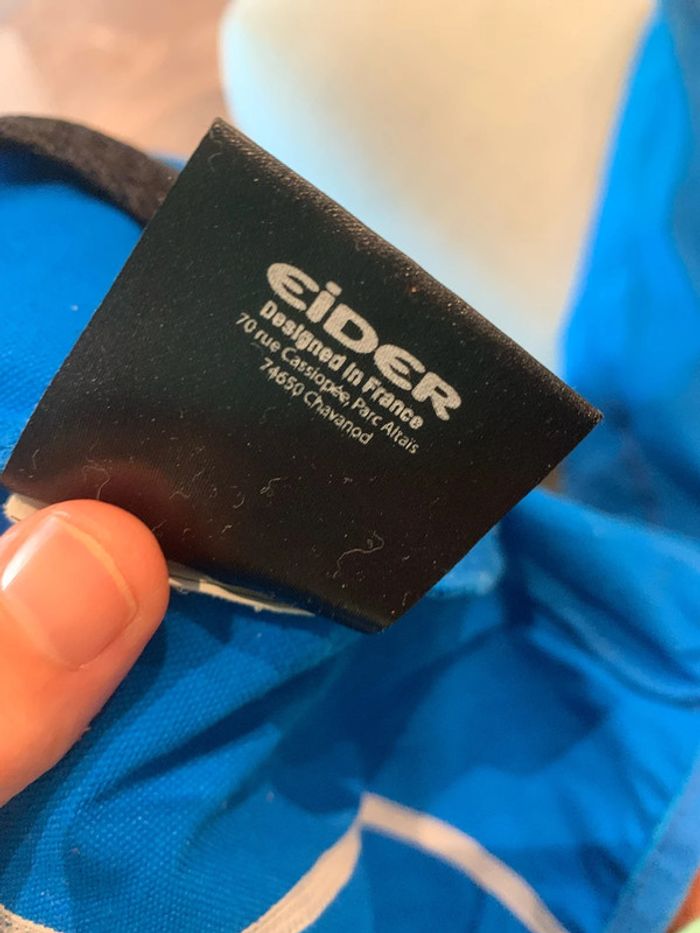 EiDER
Designed in France
70 rue Cassiopée, Parc Altaïs
74650 Chavanod